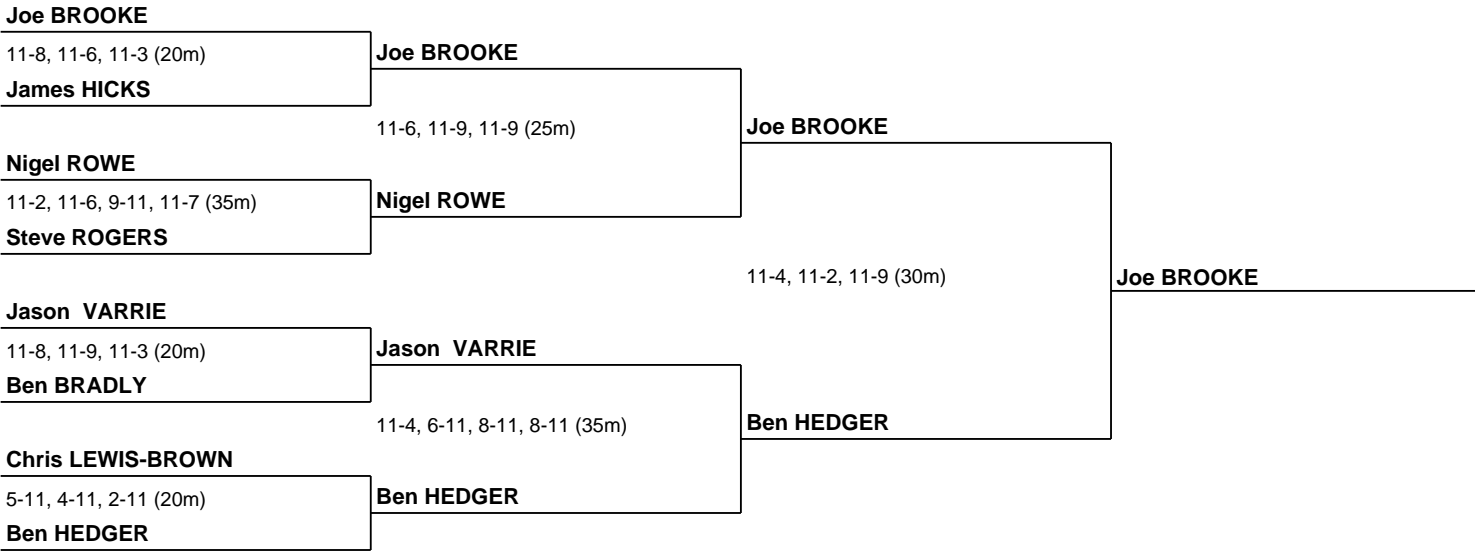 Joe BROOKE
11-8, 11-6, 11-3 (20m)
James HICKS
Nigel ROWE
11-2, 11-6, 9-11, 11-7 (35m)
Steve ROGERS
Jason  VARRIE
11-8, 11-9, 11-3 (20m)
Ben BRADLY
Chris LEWIS-BROWN
5-11, 4-11, 2-11 (20m)
Ben HEDGER
Joe BROOKE
11-6, 11-9, 11-9 (25m)
Nigel ROWE
Jason  VARRIE
11-4, 6-11, 8-11, 8-11 (35m)
Ben HEDGER
Joe BROOKE
11-4, 11-2, 11-9 (30m)
Ben HEDGER
Joe BROOKE